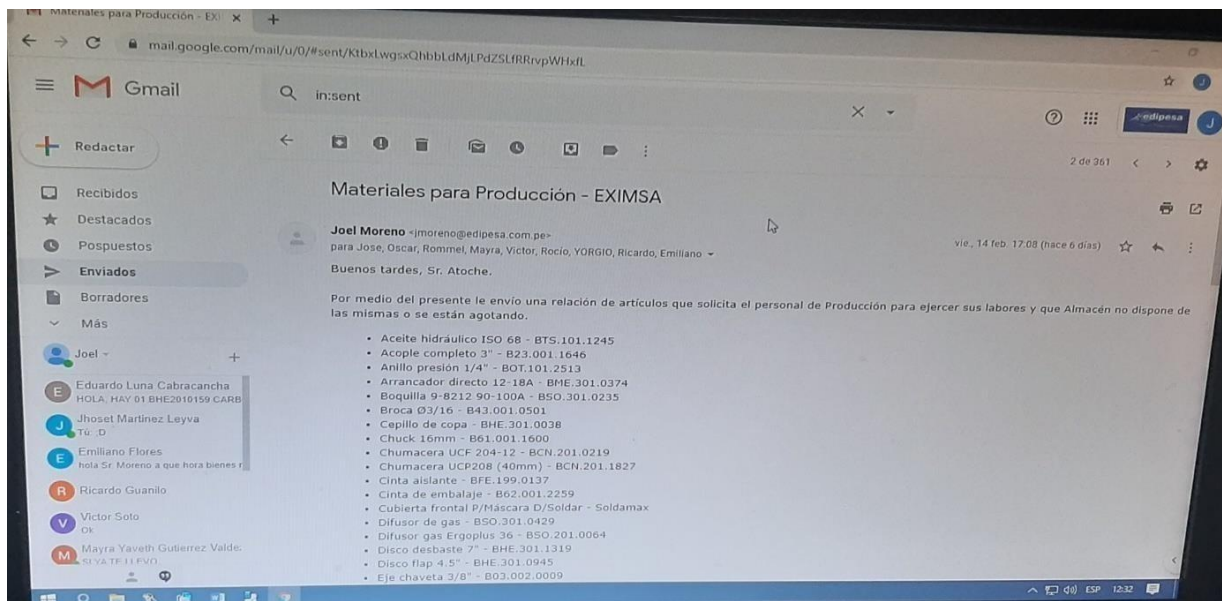 Materiales para Producción - EXI
mail.google.com/mail/u/0/#sent/KtbxLwgsxQhbbLdMjLPdZSLfRRrvpWHxfL
Gmail
in:sent
edipesa
J
Redactar
2 de 361
Recibidos
Destacados
Pospuestos
Enviados
Borradores
Más
Joel
Eduardo Luna Cabracancha
HOLA, HAY 01 BHE2010159 CARB
Jhoset Martinez Leyva
Tú: ;D
Emiliano Flores
hola Sr. Moreno a que hora bienes r
Ricardo Guanilo
Victor Soto
Ok
Mayra Yaveth Gutierrez Valde
SI YA TE LLEVO
Materiales para Producción - EXIMSA
Joel Moreno <jmoreno@edipesa.com.pe>
para Jose, Oscar, Rommel, Mayra, Victor, Rocío, YORGIO, Ricardo, Emiliano
vie., 14 feb. 17:08 (hace 6 días)
Buenos tardes, Sr. Atoche.
Por medio del presente le envío una relación de artículos que solicita el personal de Producción para ejercer sus labores y que Almacén no dispone de
las mismas o se están agotando.
• Aceite hidráulico ISO 68 - BTS.101.1245
• Acople completo 3" - B23.001.1646
• Anillo presión 1/4" - BOT.101.2513
• Arrancador directo 12-18A - BME.301.0374
• Boquilla 9-8212 90-100A - BSO.301.0235
• Broca Ø3/16 - B43.001.0501
• Cepillo de copa - BHE.301.0038
• Chuck 16mm - B61.001.1600
• Chumacera UCF 204-12 - BCN.201.0219
• Chumacera UCP208 (40mm) - BCN.201.1827
• Cinta aislante - BFE.199.0137
• Cinta de embalaje - B62.001.2259
• Cubierta frontal P/Máscara D/Soldar - Soldamax
• Difusor de gas - BSO.301.0429
• Difusor gas Ergoplus 36 - BSO.201.0064
• Disco desbaste 7" - BHE.301.1319
• Disco flap 4.5" - BHE.301.0945
• Eje chaveta 3/8" - B03.002.0009
ESP 12:32